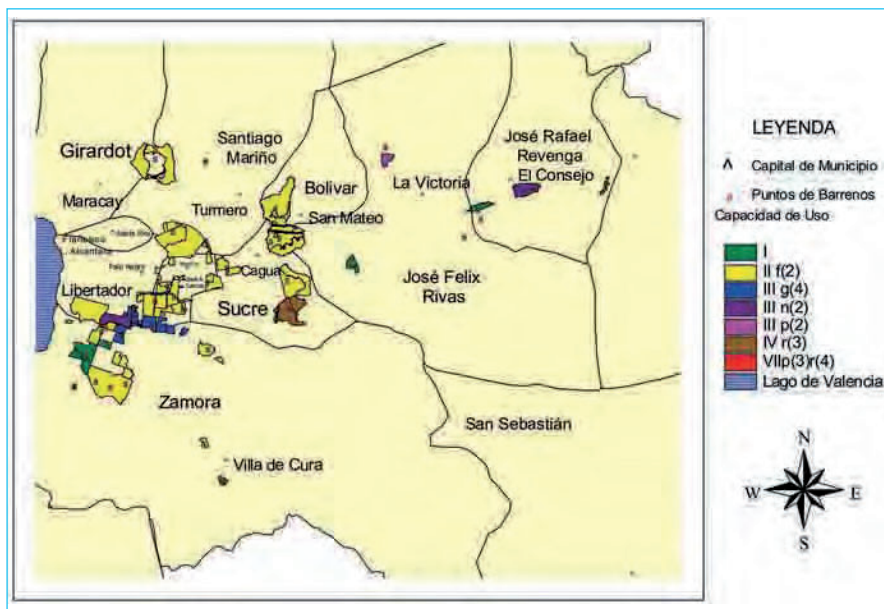 Girardot
Santiago
Mariño
José Rafael
Revenga
El Consejo
La Victoria
Bolivar
Maracay
Turmero
San Mateo
Cagua
Libertador
Sucre
José Felix
Rivas
Zamora
San Sebastián
Villa de Cura
LEYENDA
Capital de Municipio
Puntos de Barrenos
Capacidad de Uso
I
II f(2)
III g(4)
III n(2)
III p(2)
IV r(3)
VIIp(3)r(4)
Lago de Valencia
N
W
E
S